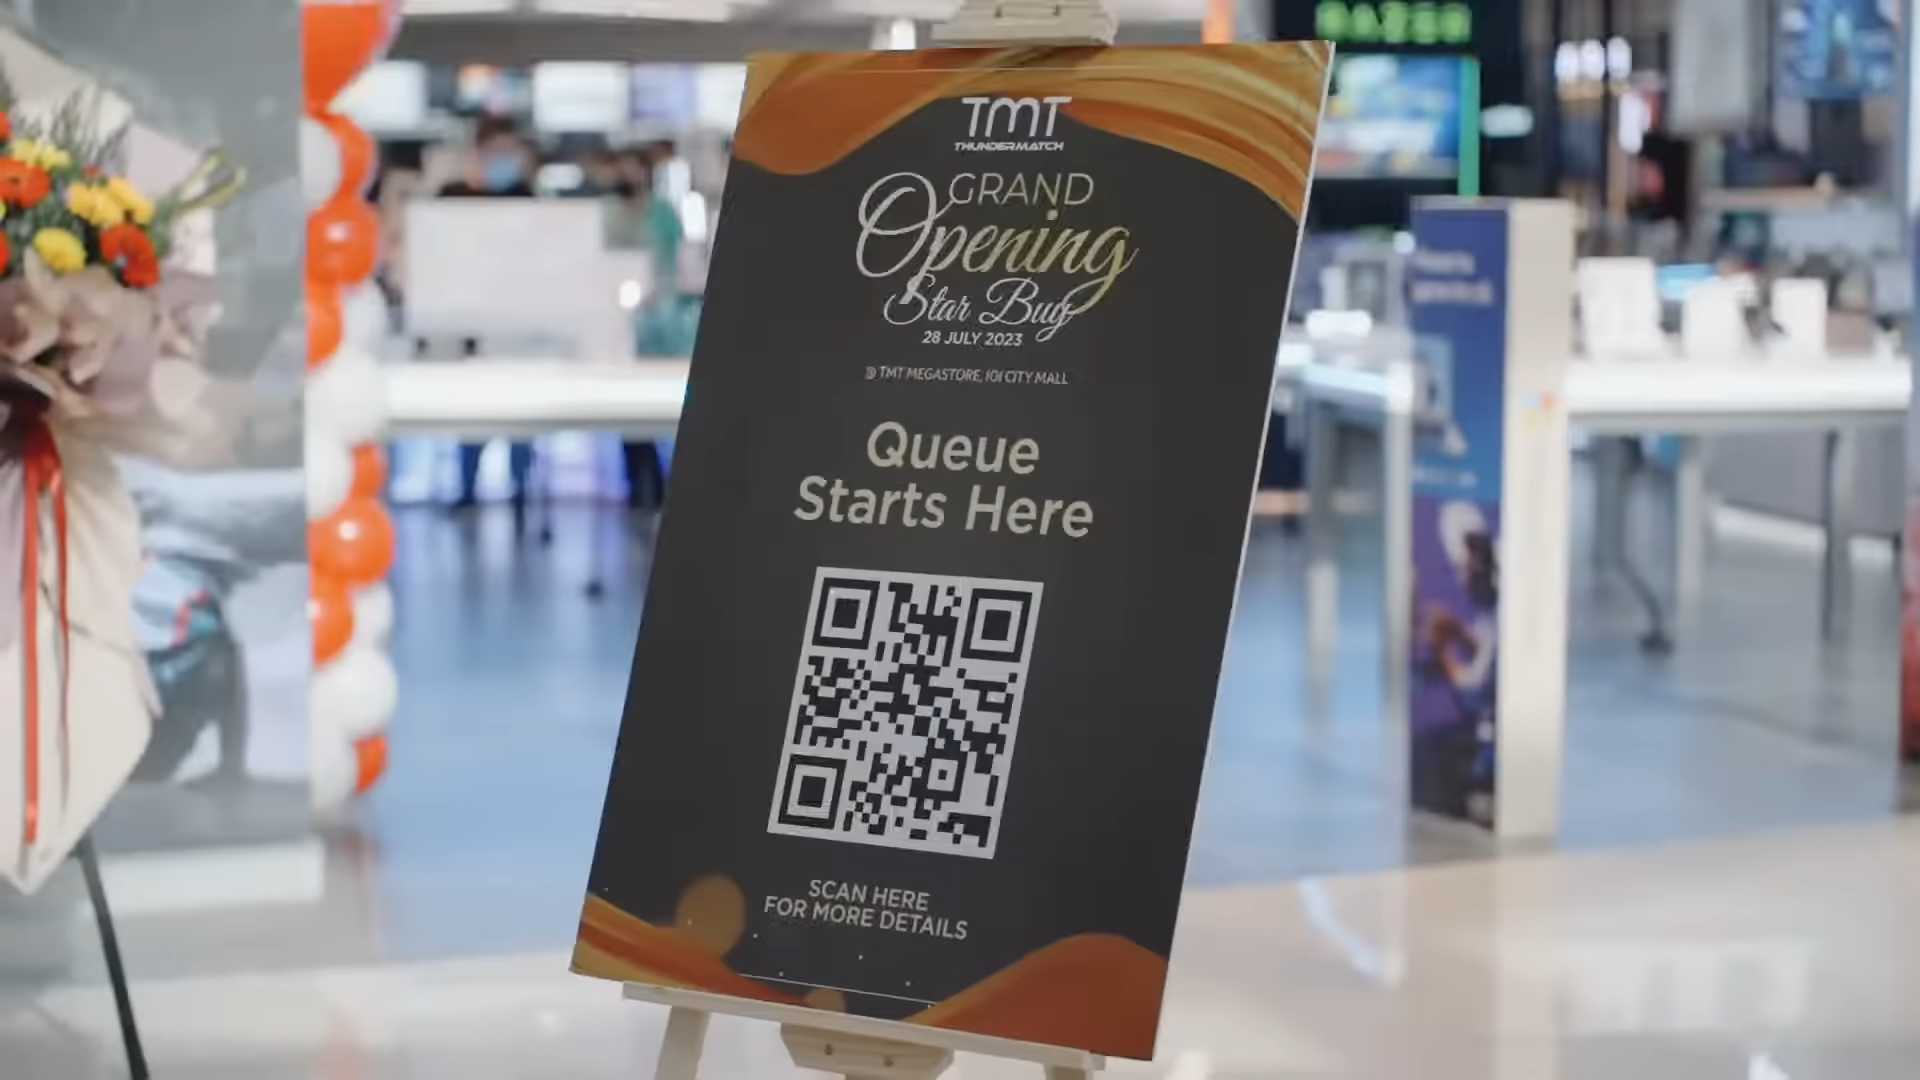 RAZER
TMT
THUNDERMATCH
GRAND
Opening
Star Buy
28 JULY 2023
@ TMT MEGASTORE, IOI CITY MALL
Queue
Starts Here
SCAN HERE
FOR MORE DETAILS